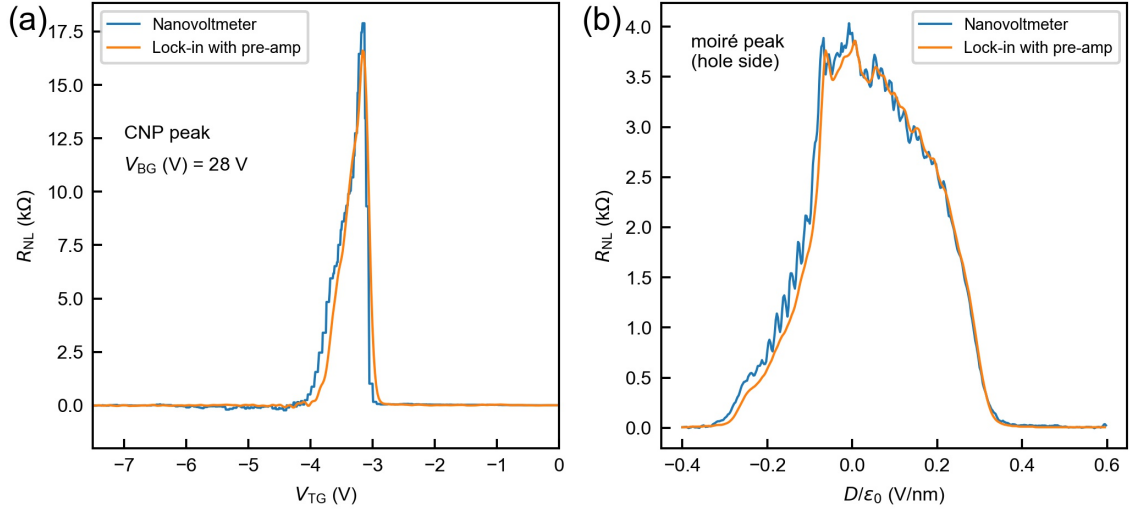 (a)
17.5
15.0
12.5
10.0
7.5
5.0
2.5
0.0
R_NL (kΩ)
Nanovoltmeter
Lock-in with pre-amp
CNP peak
V_BG (V) = 28 V
−7 −6 −5 −4 −3 −2 −1 0
V_TG (V)
(b)
4.0
3.5
3.0
2.5
2.0
1.5
1.0
0.5
0.0
R_NL (kΩ)
moiré peak
(hole side)
Nanovoltmeter
Lock-in with pre-amp
−0.4 −0.2 0.0 0.2 0.4 0.6
D/ε₀ (V/nm)